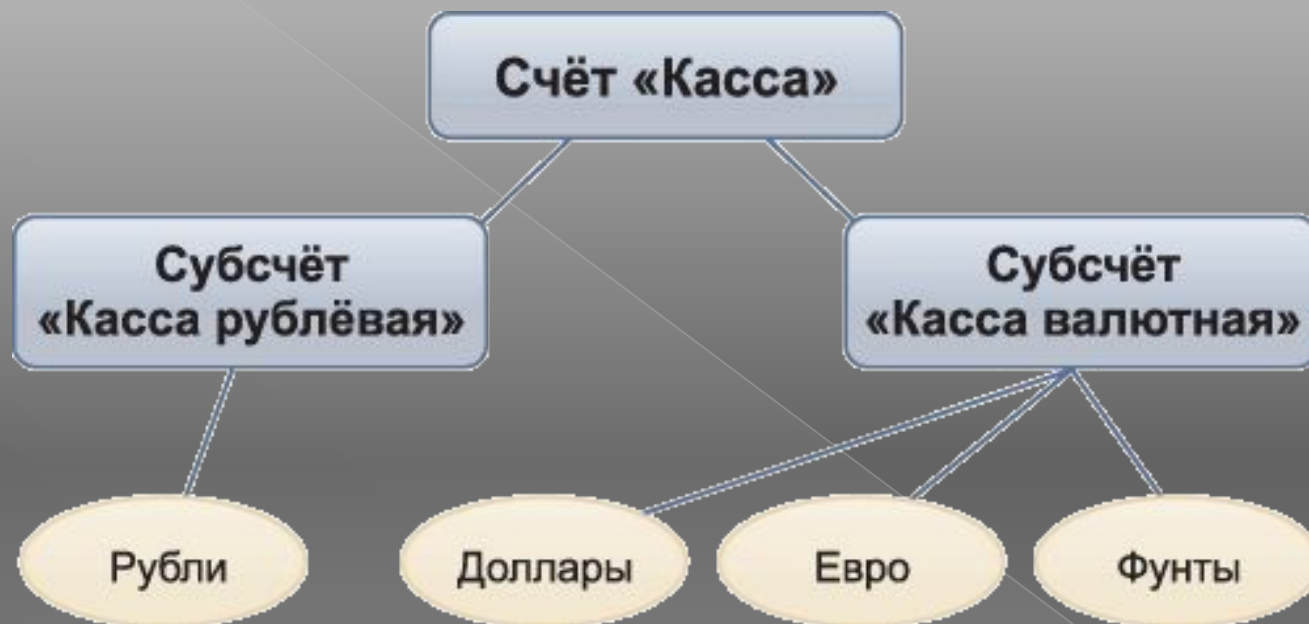 Счёт «Касса»
Субсчёт
«Касса рублёвая»
Субсчёт
«Касса валютная»
Рубли
Доллары
Евро
Фунты